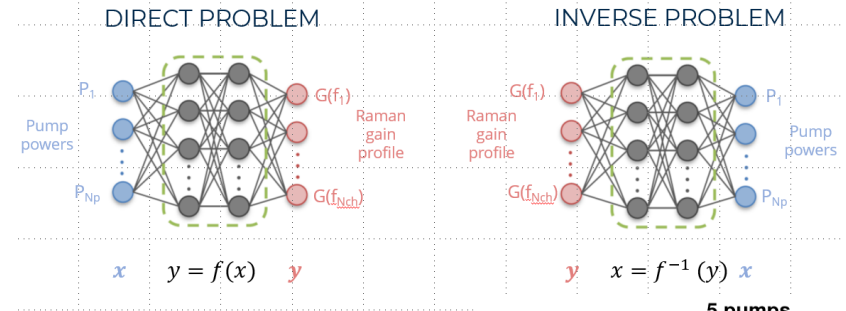 DIRECT PROBLEM
P1
Pump
powers
PNp
G(f1)
Raman
gain
profile
G(fNch)
x
y = f(x)
y
INVERSE PROBLEM
G(f1)
Raman
gain
profile
G(fNch)
P1
Pump
powers
PNp
y
x = f⁻¹ (y)
x
5 pumps